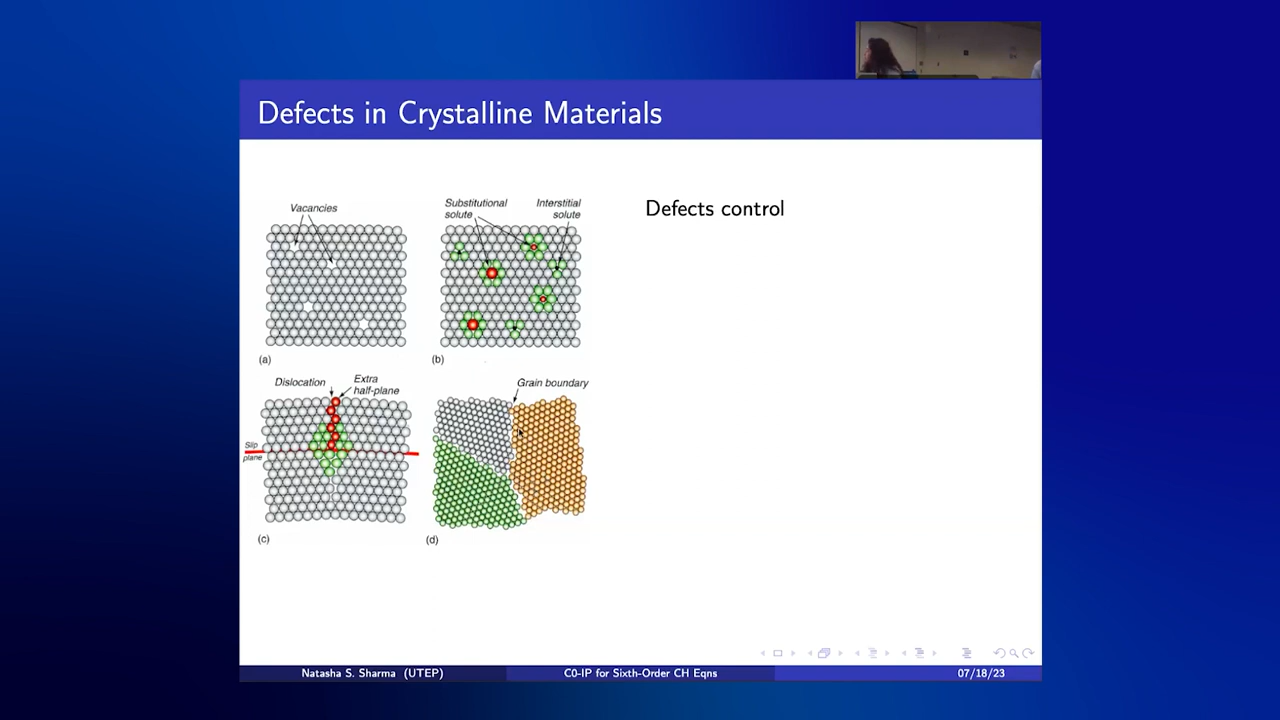 Defects in Crystalline Materials
Vacancies
(a)
Substitutional
solute
Interstitial
solute
(b)
Dislocation
Extra
half-plane
Slip
plane
(c)
Grain boundary
(d)
Defects control
Natasha S. Sharma (UTEP)
C0-IP for Sixth-Order CH Eqns
07/18/23